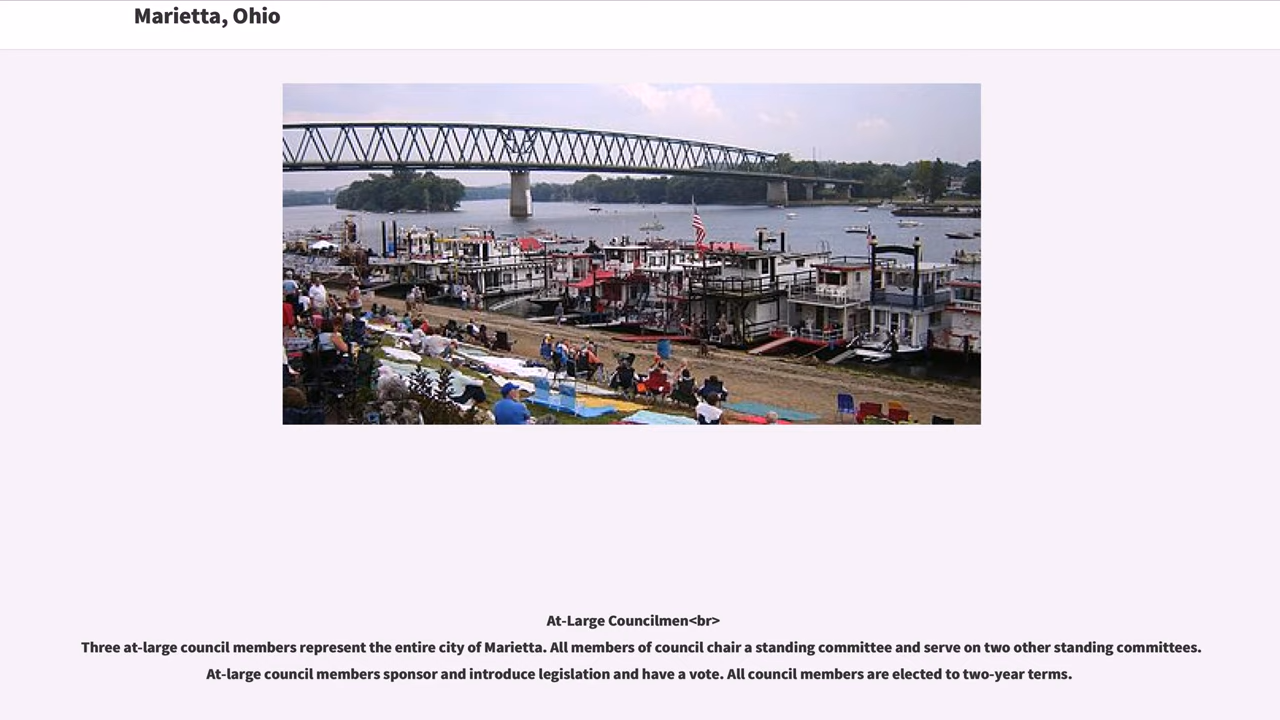 Marietta, Ohio
At-Large Councilmen<br>
Three at-large council members represent the entire city of Marietta. All members of council chair a standing committee and serve on two other standing committees.
At-large council members sponsor and introduce legislation and have a vote. All council members are elected to two-year terms.